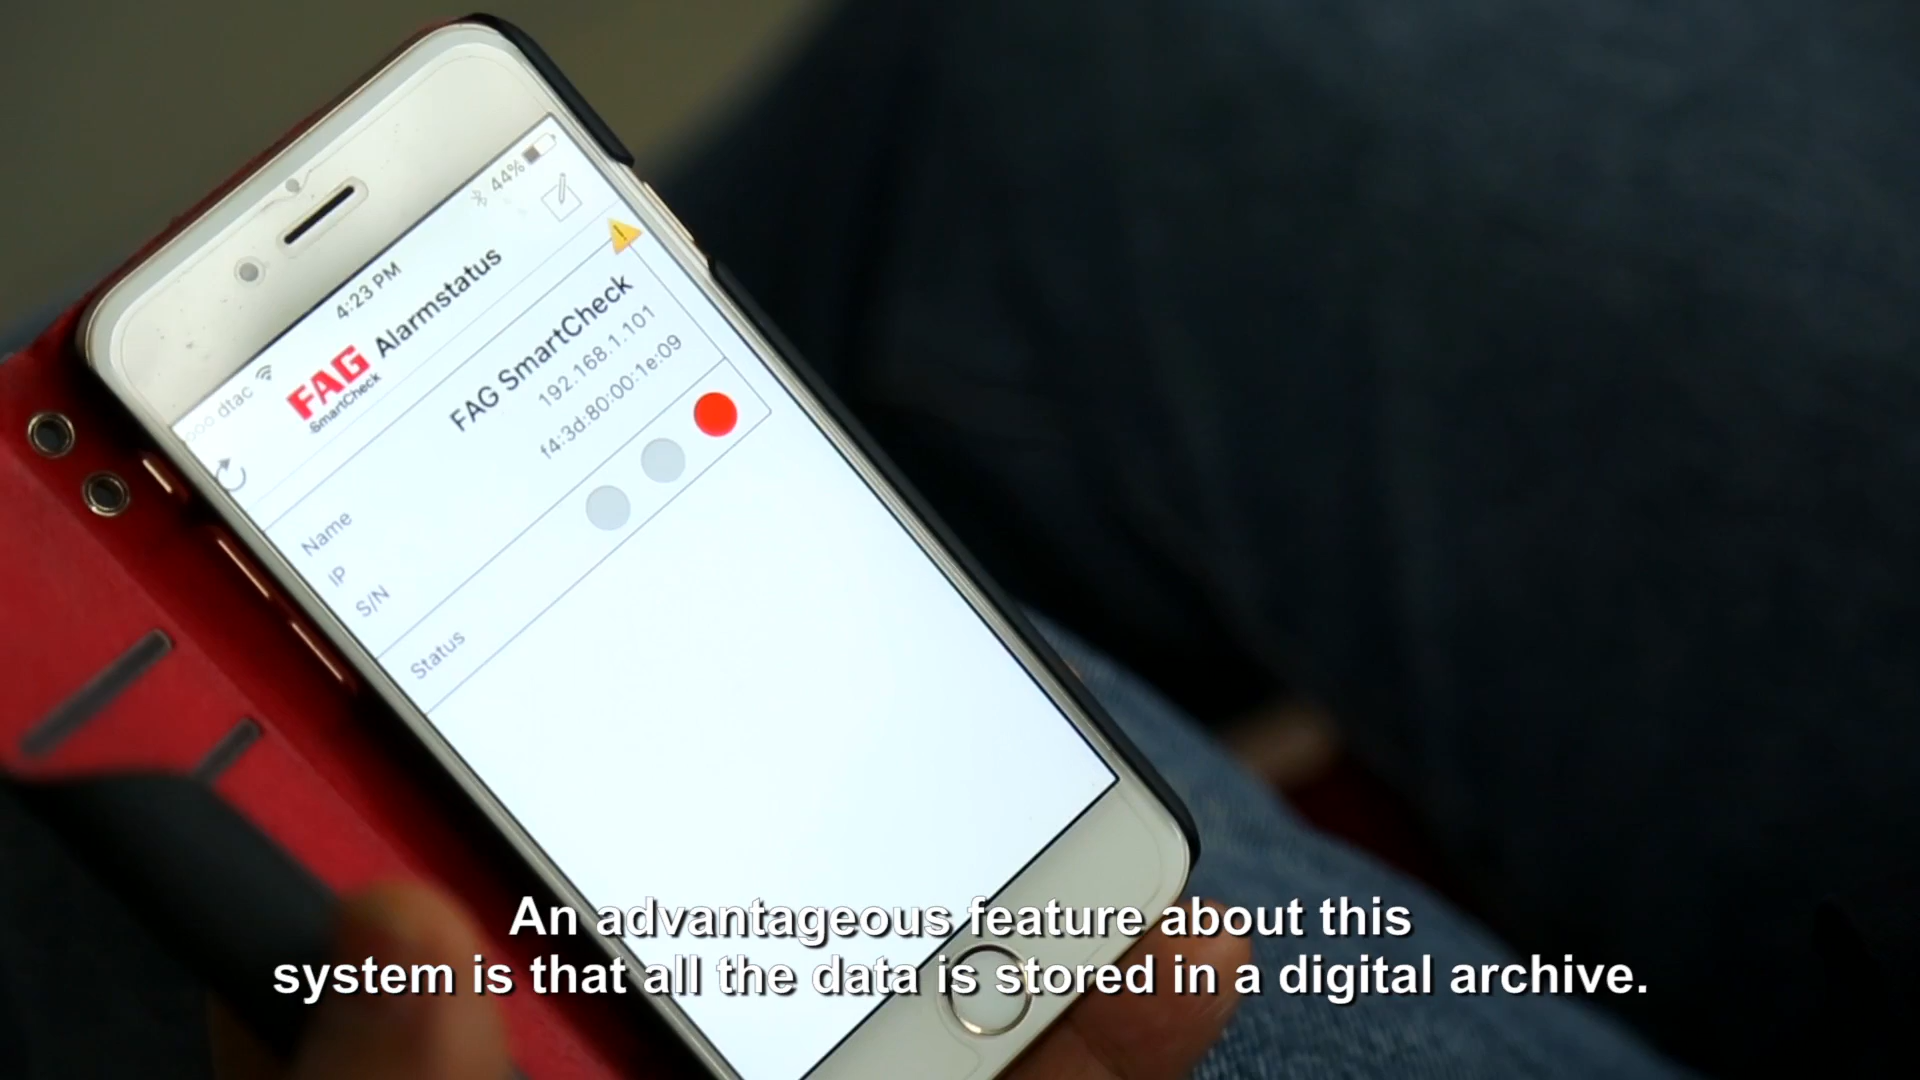 dtac 4:23 PM 44%
FAG
SmartCheck
Alarmstatus
Name FAG SmartCheck
IP 192.168.1.101
S/N f4:3d:80:00:1e:09
Status
An advantageous feature about this
system is that all the data is stored in a digital archive.